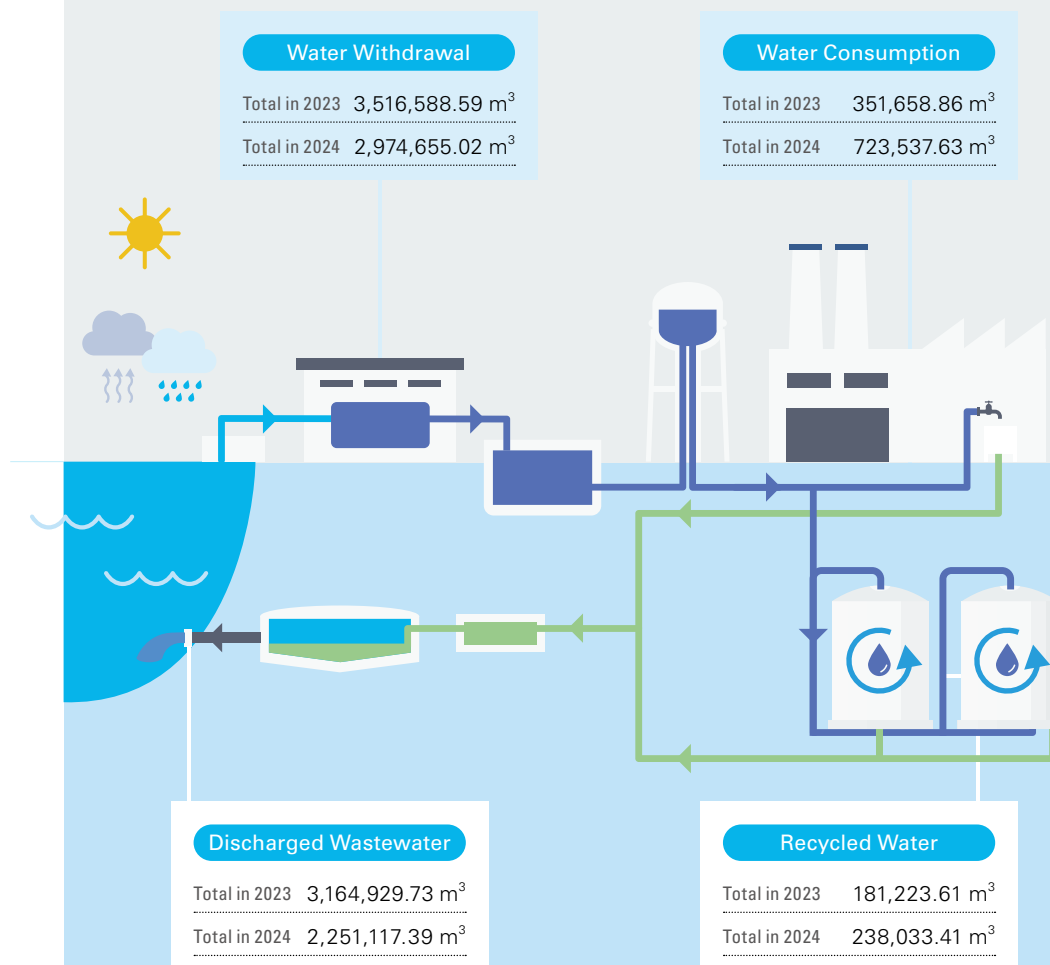 Water Withdrawal
Total in 2023 3,516,588.59 m³
Total in 2024 2,974,655.02 m³
Water Consumption
Total in 2023 351,658.86 m³
Total in 2024 723,537.63 m³
Discharged Wastewater
Total in 2023 3,164,929.73 m³
Total in 2024 2,251,117.39 m³
Recycled Water
Total in 2023 181,223.61 m³
Total in 2024 238,033.41 m³